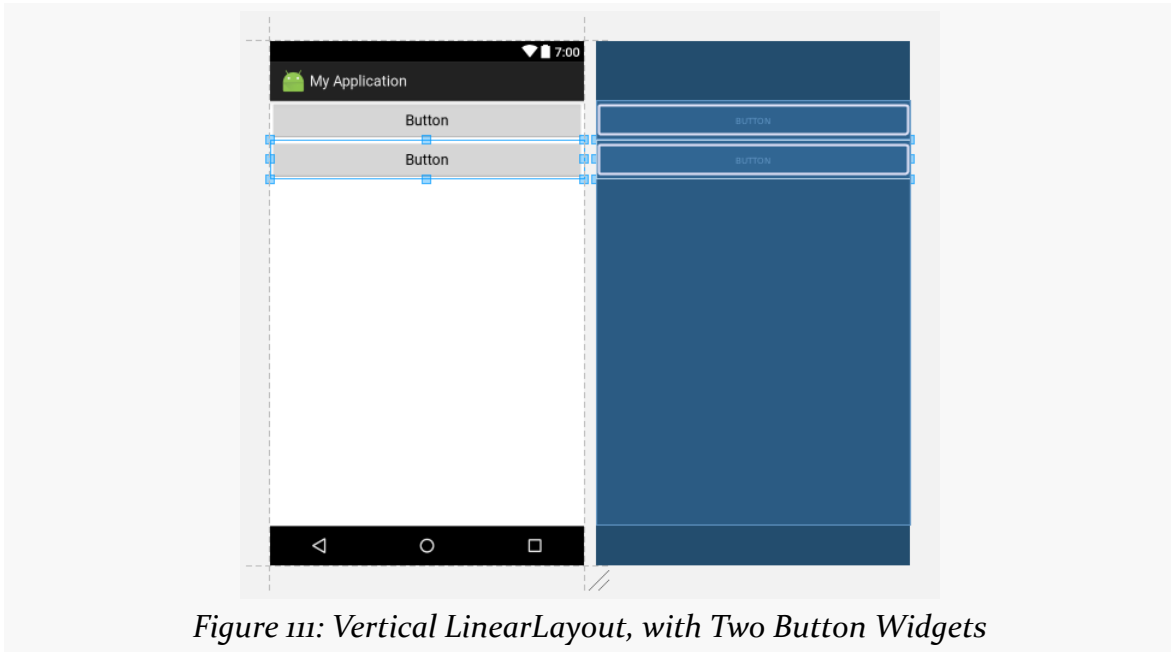 7:00
My Application
Button
BUTTON
Button
BUTTON
Figure 111: Vertical LinearLayout, with Two Button Widgets